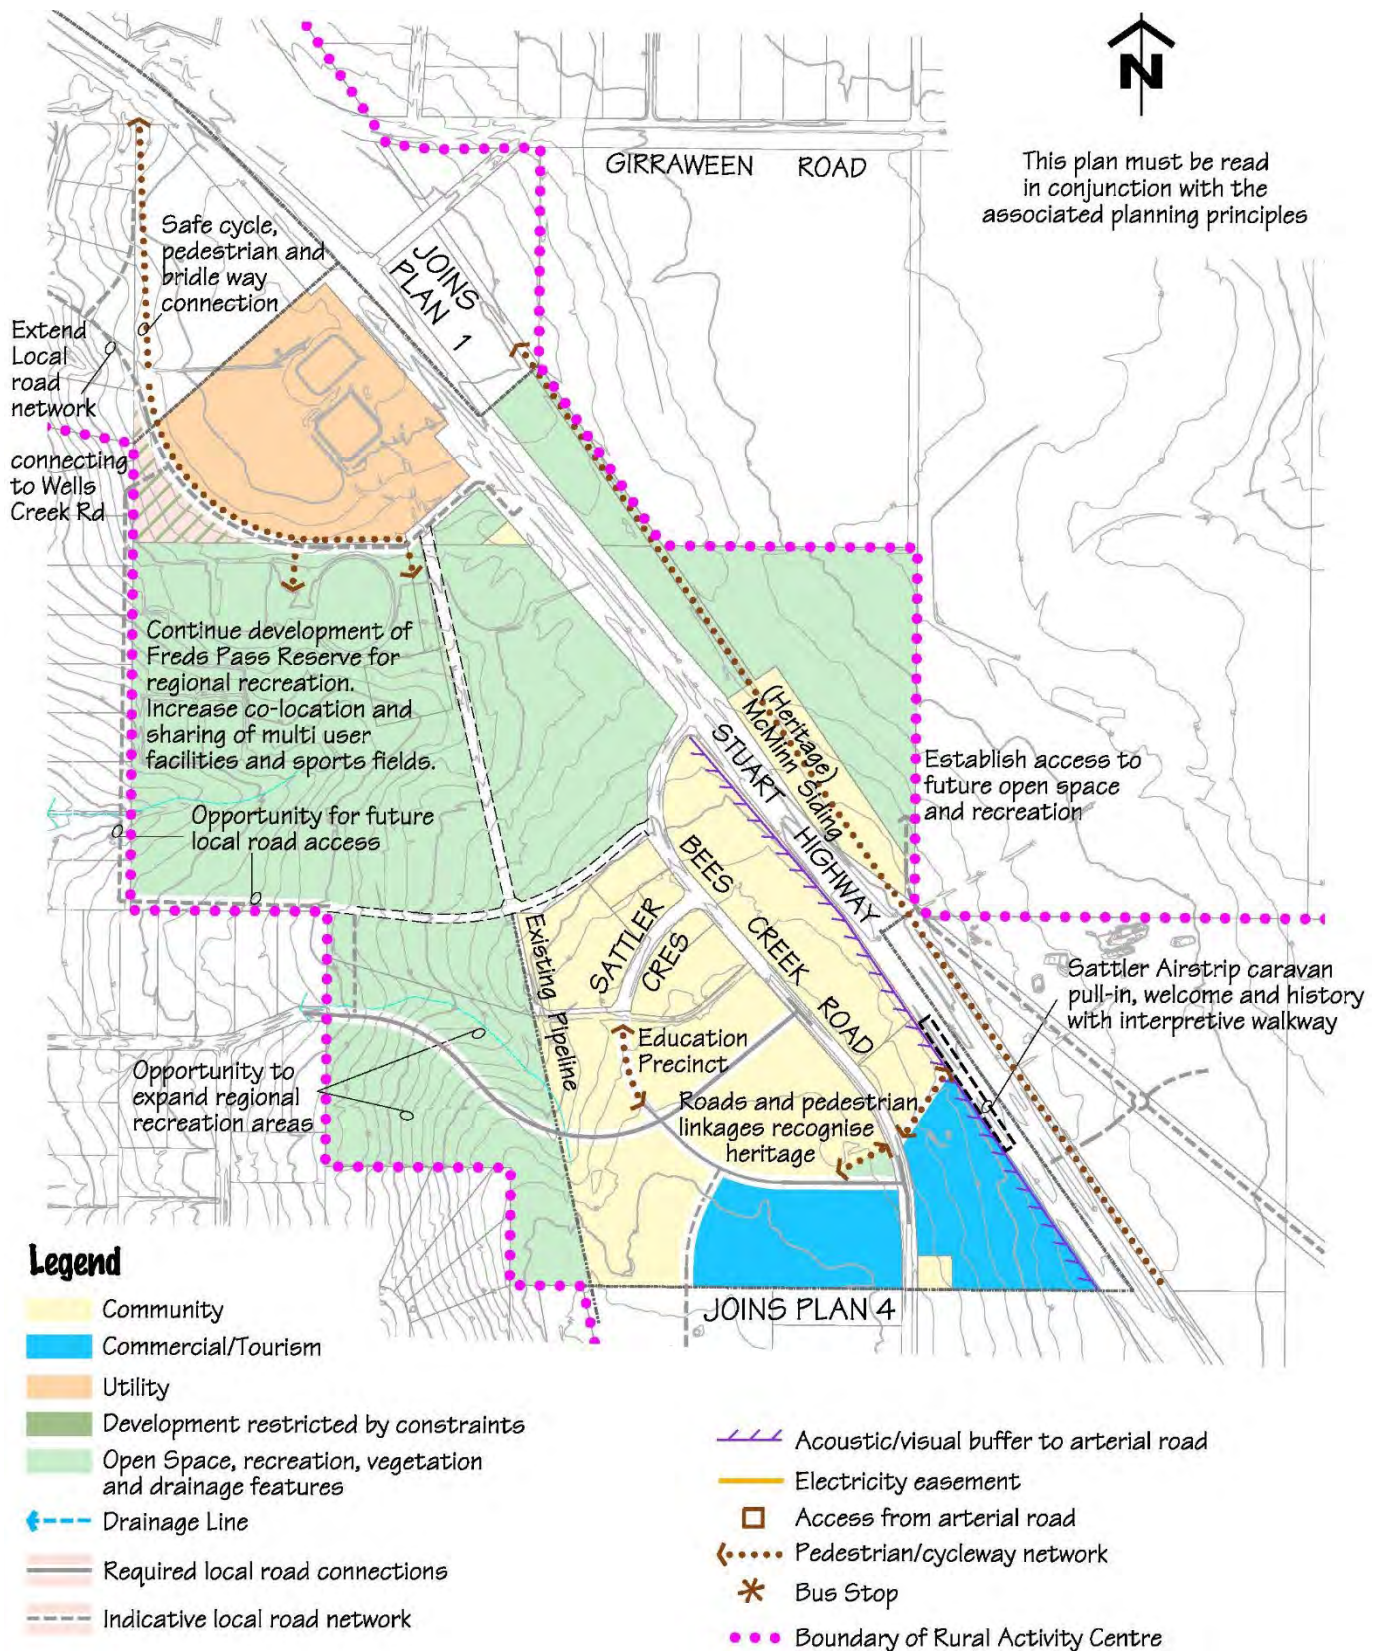 N
This plan must be read
in conjunction with the
associated planning principles
GIRRAWEEN ROAD
Safe cycle,
pedestrian and
bridle way
connection
JOINS
PLAN 1
Extend
Local
road
network
connecting
to Wells
Creek Rd
Continue development of
Freds Pass Reserve for
regional recreation.
Increase co-location and
sharing of multi user
facilities and sports fields.
(Heritage)
McMinn Siding
STUART HIGHWAY
Establish access to
future open space
and recreation
Opportunity for future
local road access
BEES CREEK ROAD
SATTLER
CRES
Existing Pipeline
Sattler Airstrip caravan
pull-in, welcome and history
with interpretive walkway
Education
Precinct
Opportunity to
expand regional
recreation areas
Roads and pedestrian
linkages recognise
heritage
JOINS PLAN 4
Legend
Community
Commercial/Tourism
Utility
Development restricted by constraints
Open Space, recreation, vegetation
and drainage features
Drainage Line
Required local road connections
Indicative local road network
Acoustic/visual buffer to arterial road
Electricity easement
Access from arterial road
Pedestrian/cycleway network
Bus Stop
Boundary of Rural Activity Centre